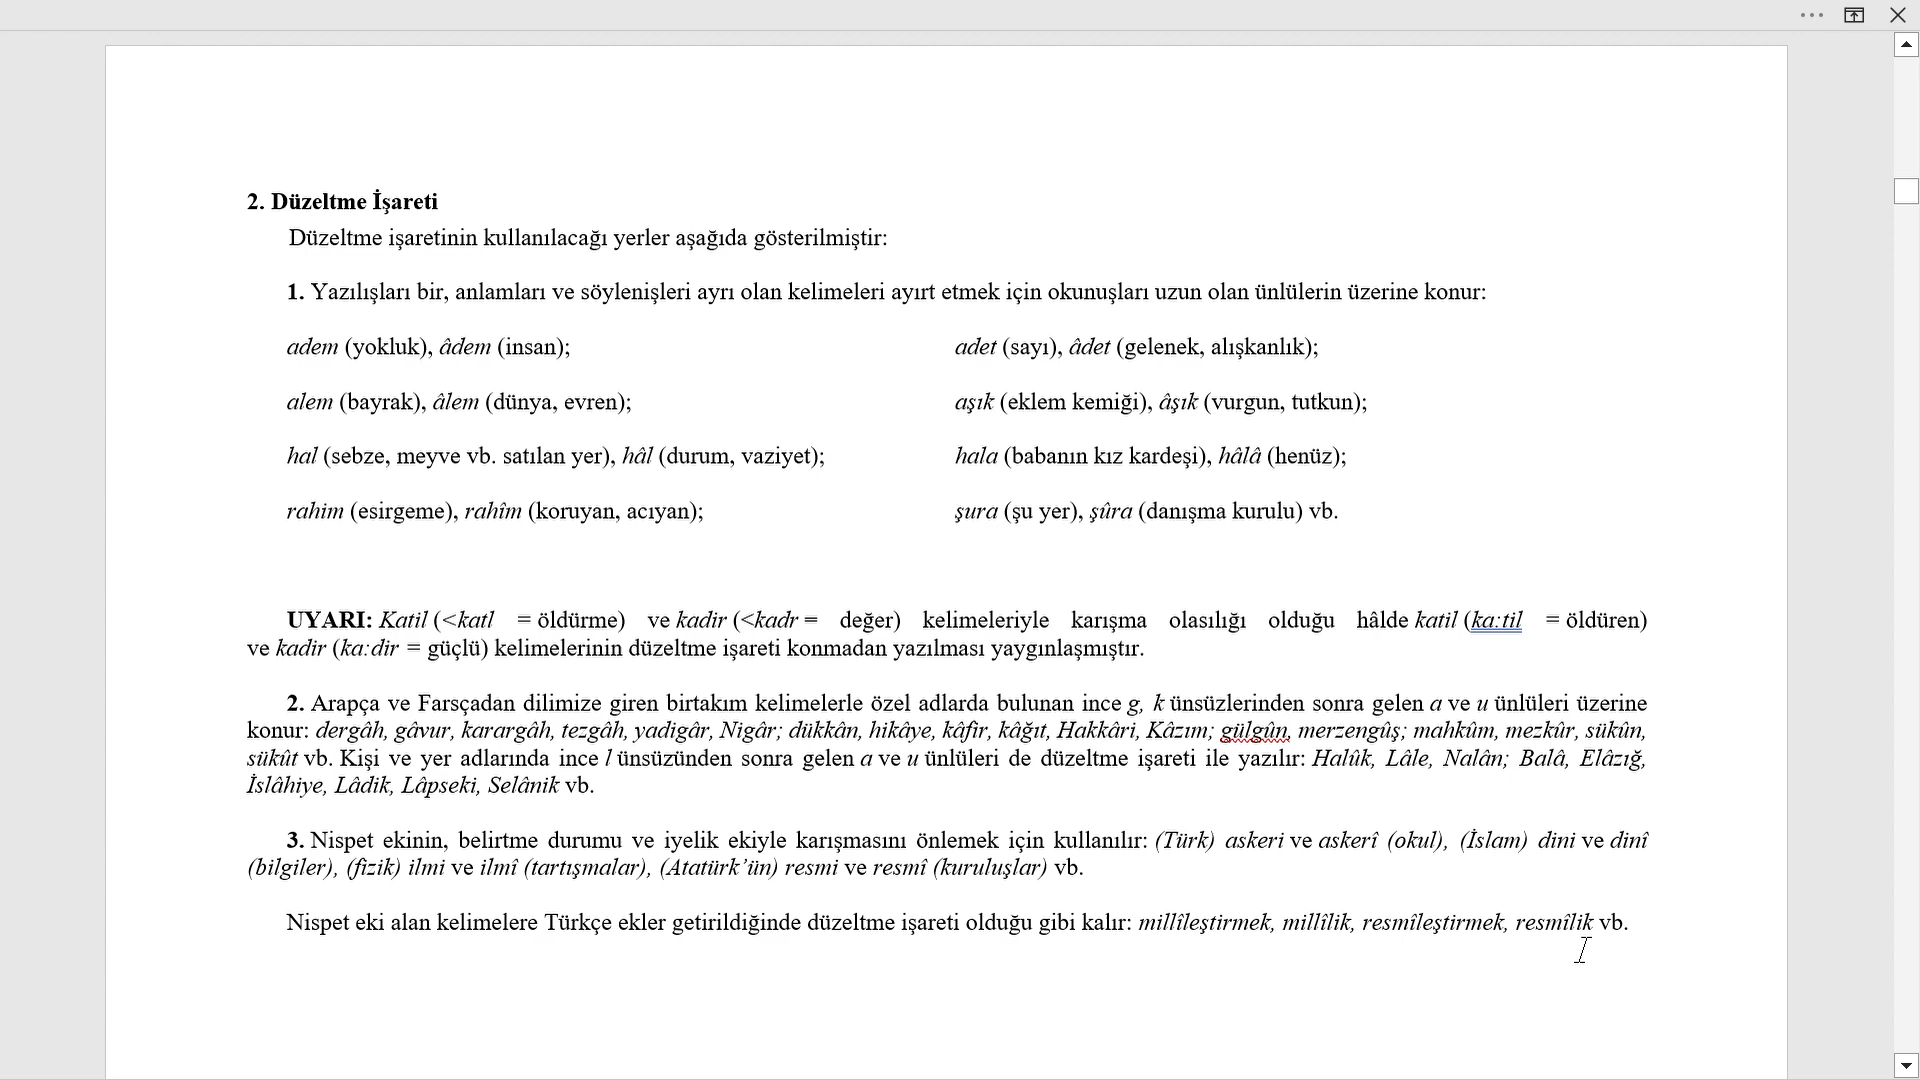 2. Düzeltme İşareti
Düzeltme işaretinin kullanılacağı yerler aşağıda gösterilmiştir:
1. Yazılışları bir, anlamları ve söylenişleri ayrı olan kelimeleri ayırt etmek için okunuşları uzun olan ünlülerin üzerine konur:
adem (yokluk), âdem (insan); adet (sayı), âdet (gelenek, alışkanlık);
alem (bayrak), âlem (dünya, evren); aşık (eklem kemiği), âşık (vurgun, tutkun);
hal (sebze, meyve vb. satılan yer), hâl (durum, vaziyet); hala (babanın kız kardeşi), hâlâ (henüz);
rahim (esirgeme), rahîm (koruyan, acıyan); şura (şu yer), şûra (danışma kurulu) vb.
UYARI: Katil (<katl = öldürme) ve kadir (<kadr = değer) kelimeleriyle karışma olasılığı olduğu hâlde katil (ka:til = öldüren)
ve kadir (ka:dir = güçlü) kelimelerinin düzeltme işareti konmadan yazılması yaygınlaşmıştır.
2. Arapça ve Farsçadan dilimize giren birtakım kelimelerle özel adlarda bulunan ince g, k ünsüzlerinden sonra gelen a ve u ünlüleri üzerine
konur: dergâh, gâvur, karargâh, tezgâh, yadigâr, Nigâr; dükkân, hikâye, kâfir, kâğıt, Hakkâri, Kâzım; gülgûn, merzengûş; mahkûm, mezkûr, sükûn,
sükût vb. Kişi ve yer adlarında ince l ünsüzünden sonra gelen a ve u ünlüleri de düzeltme işareti ile yazılır: Halûk, Lâle, Nalân; Balâ, Elâzığ,
İslâhiye, Lâdik, Lâpseki, Selânik vb.
3. Nispet ekinin, belirtme durumu ve iyelik ekiyle karışmasını önlemek için kullanılır: (Türk) askeri ve askerî (okul), (İslam) dini ve dinî
(bilgiler), (fizik) ilmi ve ilmî (tartışmalar), (Atatürk’ün) resmi ve resmî (kuruluşlar) vb.
Nispet eki alan kelimelere Türkçe ekler getirildiğinde düzeltme işareti olduğu gibi kalır: millîleştirmek, millîlik, resmîleştirmek, resmîlik vb.